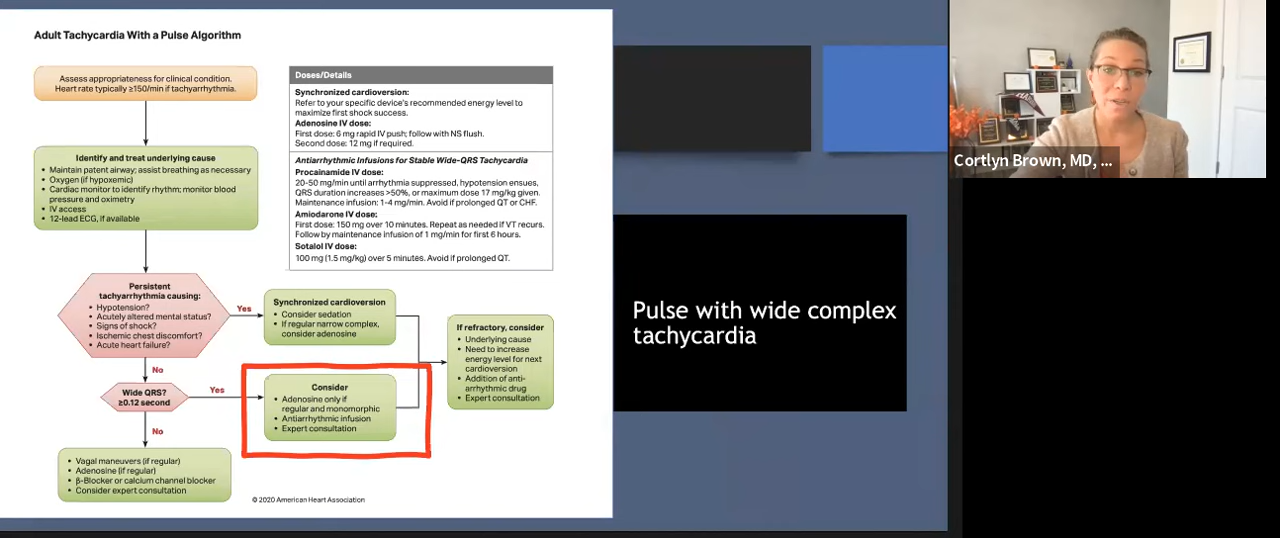 Adult Tachycardia With a Pulse Algorithm
Assess appropriateness for clinical condition.
Heart rate typically ≥150/min if tachyarrhythmia.
Identify and treat underlying cause
• Maintain patent airway; assist breathing as necessary
• Oxygen (if hypoxemic)
• Cardiac monitor to identify rhythm; monitor blood
pressure and oximetry
• IV access
• 12-lead ECG, if available
Doses/Details
Synchronized cardioversion:
Refer to your specific device's recommended energy level to
maximize first shock success.
Adenosine IV dose:
First dose: 6 mg rapid IV push; follow with NS flush.
Second dose: 12 mg if required.
Antiarrhythmic Infusions for Stable Wide-QRS Tachycardia
Procainamide IV dose:
20-50 mg/min until arrhythmia suppressed, hypotension ensues,
QRS duration increases >50%, or maximum dose 17 mg/kg given.
Maintenance infusion: 1-4 mg/min. Avoid if prolonged QT or CHF.
Amiodarone IV dose:
First dose: 150 mg over 10 minutes. Repeat as needed if VT recurs.
Follow by maintenance infusion of 1 mg/min for first 6 hours.
Sotalol IV dose:
100 mg (1.5 mg/kg) over 5 minutes. Avoid if prolonged QT.
Persistent
tachyarrhythmia causing:
• Hypotension?
• Acutely altered mental status?
• Signs of shock?
• Ischemic chest discomfort?
• Acute heart failure?
Yes
Synchronized cardioversion
• Consider sedation
• If regular narrow complex,
consider adenosine
If refractory, consider
• Underlying cause
• Need to increase
energy level for next
cardioversion
• Addition of anti-
arrhythmic drug
• Expert consultation
No
Wide QRS?
≥0.12 second
Yes
Consider
• Adenosine only if
regular and monomorphic
• Antiarrhythmic infusion
• Expert consultation
No
• Vagal maneuvers (if regular)
• Adenosine (if regular)
• β-Blocker or calcium channel blocker
• Consider expert consultation
© 2020 American Heart Association
Pulse with wide complex
tachycardia
Cortlyn Brown, MD, ...